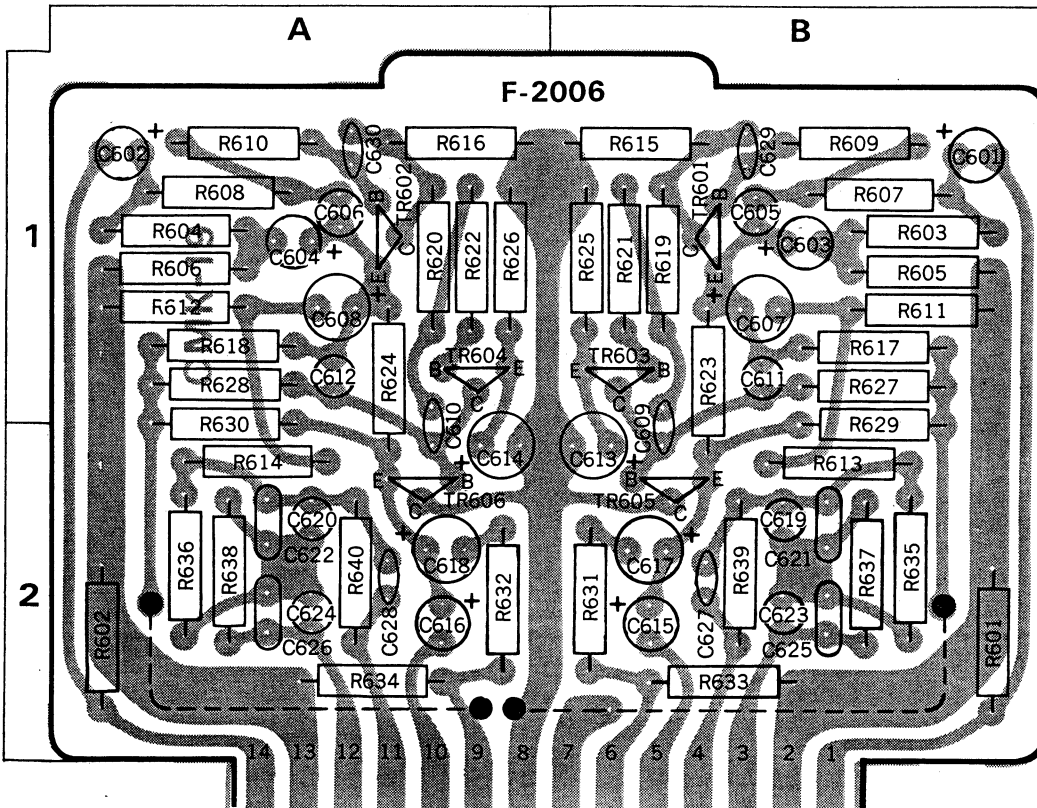 A B
F-2006
C602 + R610 C630 R616 R615 C629 R609 + C601
R608 C606 B TR602 TR601 B C605 R607
1 R604 C604 + C R620 R622 R626 R625 R621 R619 C + C603 R603
R606 E E R605
R612 C608 + + C607 R611
R618 R624 B TR604 E E TR603 B R623 R617
R628 C612 C C C611 R627
R630 C610 C614 + C613 + C609 R629
R614 E B B E R613
C TR606 TR605 C
R636 R638 C620 C622 R640 + C618 R632 R631 C617 + R639 C619 C621 R637 R635
2 R602 C624 C626 C628 C616 + + C615 C627 C623 C625 R601
R634 R633
14 13 12 11 10 9 8 7 6 5 4 3 2 1